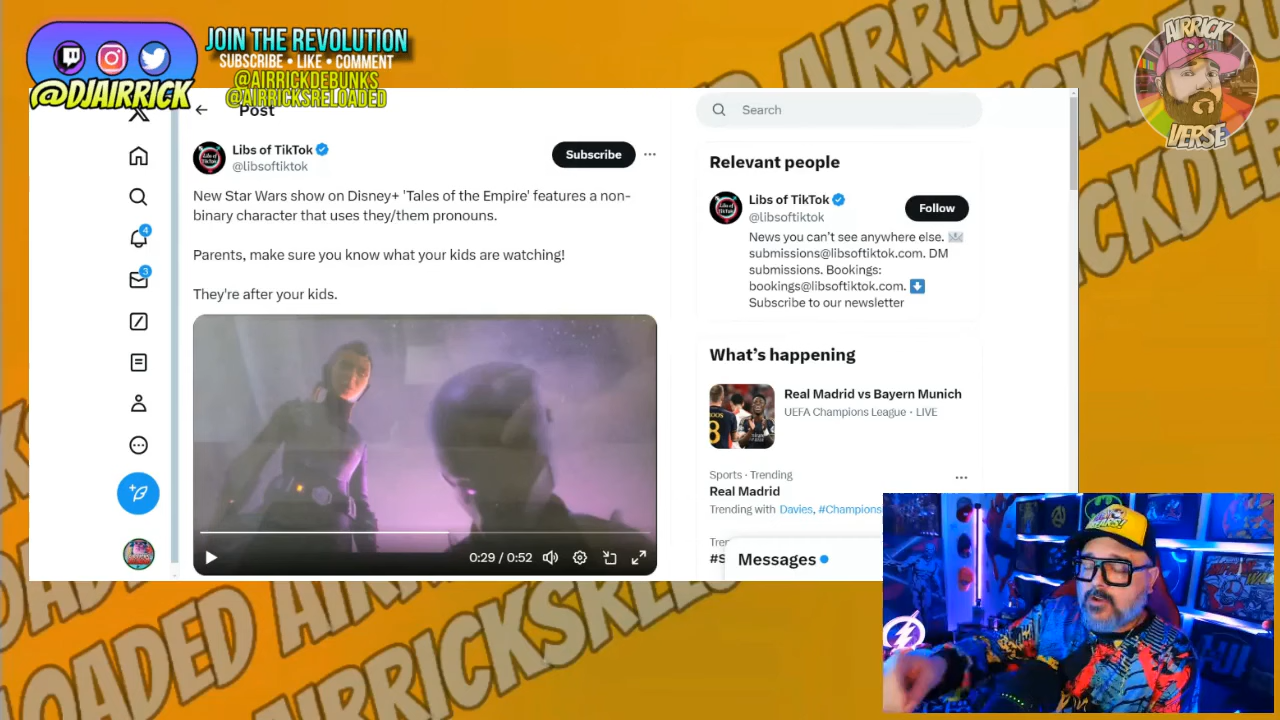 JOIN THE REVOLUTION
SUBSCRIBE • LIKE • COMMENT
@AIRRICKDEBUNKS
@AIRRICKSRELOADED
@DJAIRRICK
AIRRICK
VERSE
Post
Libs of TikTok
@libsoftiktok
Subscribe
New Star Wars show on Disney+ 'Tales of the Empire' features a non-
binary character that uses they/them pronouns.
Parents, make sure you know what your kids are watching!
They're after your kids.
0:29 / 0:52
4
3
Search
Relevant people
Libs of TikTok
@libsoftiktok
Follow
News you can't see anywhere else. 📨
submissions@libsoftiktok.com. DM
submissions. Bookings:
bookings@libsoftiktok.com. ⬇️
Subscribe to our newsletter
What's happening
Real Madrid vs Bayern Munich
UEFA Champions League · LIVE
Sports · Trending
Real Madrid
Trending with Davies, #Champions
Messages
LOADED AIRRICKSRELOADED
AIRRICKDEBUNKS